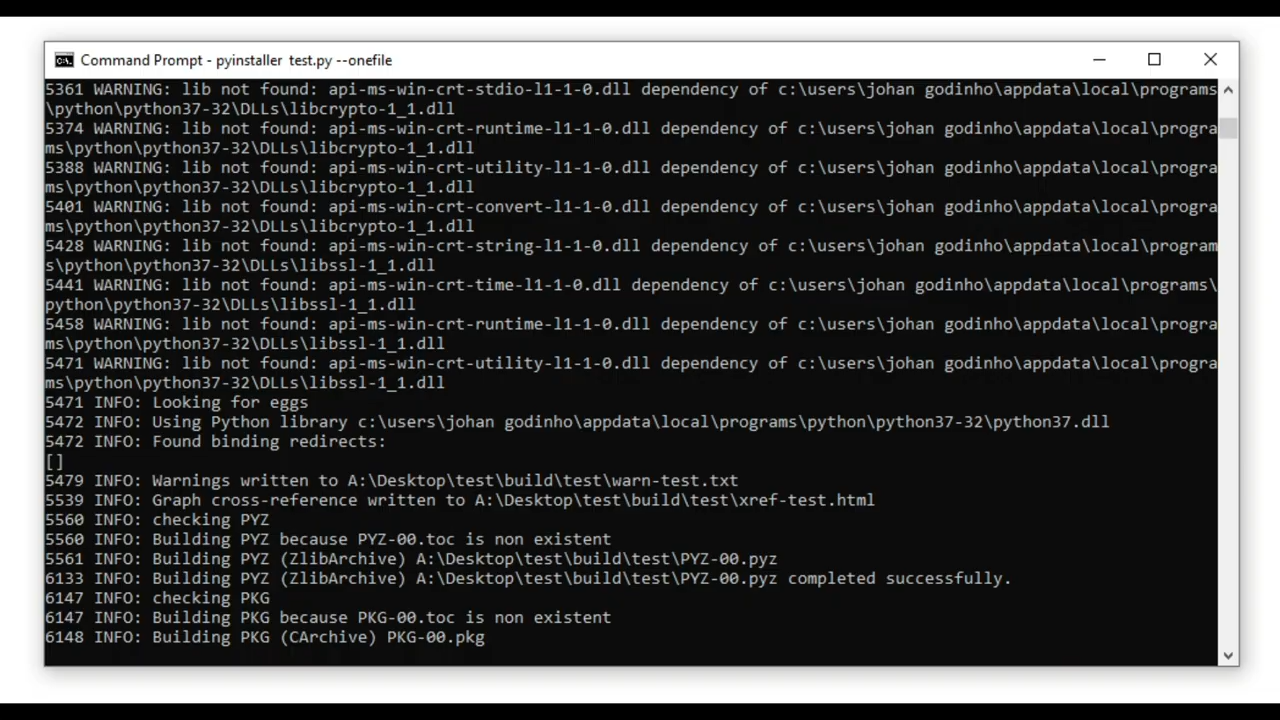 Command Prompt - pyinstaller test.py --onefile
5361 WARNING: lib not found: api-ms-win-crt-stdio-l1-1-0.dll dependency of c:\users\johan godinho\appdata\local\programs
\python\python37-32\DLLs\libcrypto-1_1.dll
5374 WARNING: lib not found: api-ms-win-crt-runtime-l1-1-0.dll dependency of c:\users\johan godinho\appdata\local\progra
ms\python\python37-32\DLLs\libcrypto-1_1.dll
5388 WARNING: lib not found: api-ms-win-crt-utility-l1-1-0.dll dependency of c:\users\johan godinho\appdata\local\progra
ms\python\python37-32\DLLs\libcrypto-1_1.dll
5401 WARNING: lib not found: api-ms-win-crt-convert-l1-1-0.dll dependency of c:\users\johan godinho\appdata\local\progra
ms\python\python37-32\DLLs\libcrypto-1_1.dll
5428 WARNING: lib not found: api-ms-win-crt-string-l1-1-0.dll dependency of c:\users\johan godinho\appdata\local\program
s\python\python37-32\DLLs\libssl-1_1.dll
5441 WARNING: lib not found: api-ms-win-crt-time-l1-1-0.dll dependency of c:\users\johan godinho\appdata\local\programs\
python\python37-32\DLLs\libssl-1_1.dll
5458 WARNING: lib not found: api-ms-win-crt-runtime-l1-1-0.dll dependency of c:\users\johan godinho\appdata\local\progra
ms\python\python37-32\DLLs\libssl-1_1.dll
5471 WARNING: lib not found: api-ms-win-crt-utility-l1-1-0.dll dependency of c:\users\johan godinho\appdata\local\progra
ms\python\python37-32\DLLs\libssl-1_1.dll
5471 INFO: Looking for eggs
5472 INFO: Using Python library c:\users\johan godinho\appdata\local\programs\python\python37-32\python37.dll
5472 INFO: Found binding redirects:
[]
5479 INFO: Warnings written to A:\Desktop\test\build\test\warn-test.txt
5539 INFO: Graph cross-reference written to A:\Desktop\test\build\test\xref-test.html
5560 INFO: checking PYZ
5560 INFO: Building PYZ because PYZ-00.toc is non existent
5561 INFO: Building PYZ (ZlibArchive) A:\Desktop\test\build\test\PYZ-00.pyz
6133 INFO: Building PYZ (ZlibArchive) A:\Desktop\test\build\test\PYZ-00.pyz completed successfully.
6147 INFO: checking PKG
6147 INFO: Building PKG because PKG-00.toc is non existent
6148 INFO: Building PKG (CArchive) PKG-00.pkg